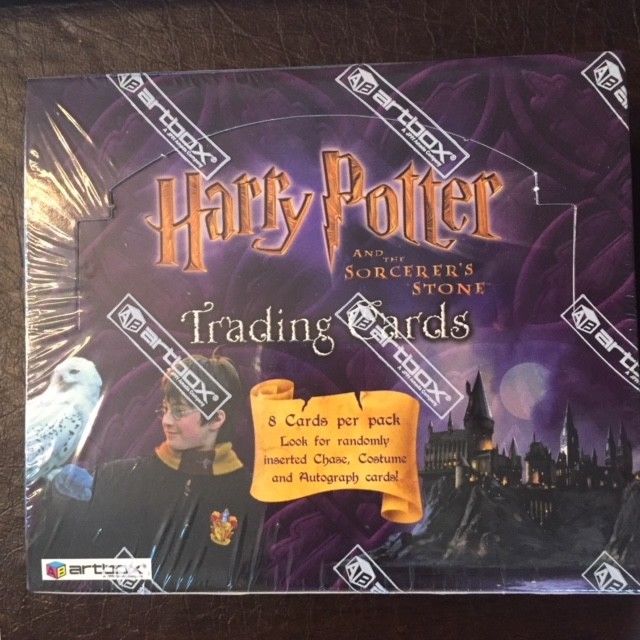 artbox
artbox
Harry Potter
AND THE
SORCERER'S
STONE
Trading Cards
artbox
artbox
artbox
8 Cards per pack
Look for randomly
inserted Chase, Costume
and Autograph cards!
artbox